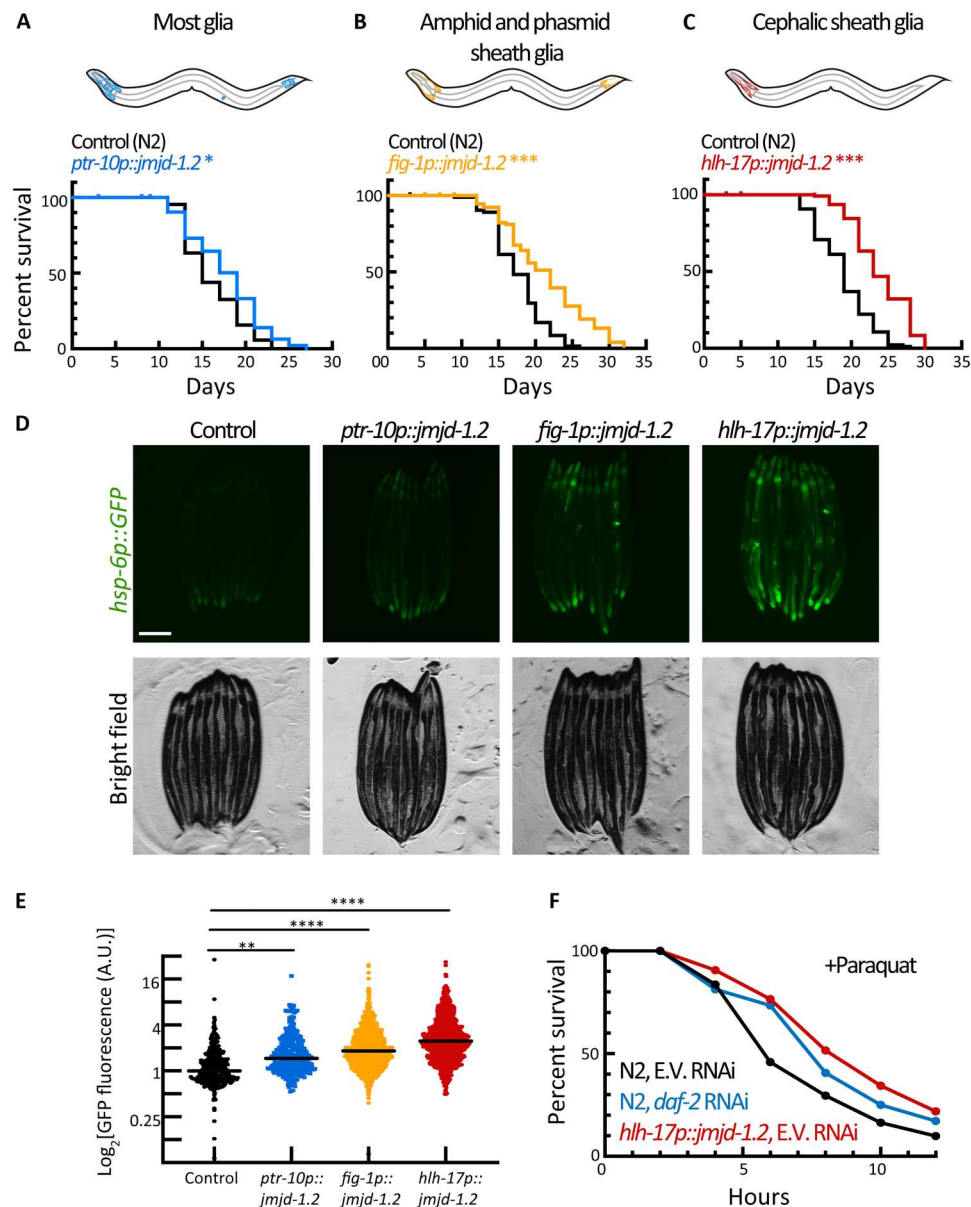 A
Most glia
B
Amphid and phasmid
sheath glia
C
Cephalic sheath glia
Control (N2)
ptr-10p::jmjd-1.2 *
Percent survival
100
50
0
0 5 10 15 20 25 30
Days
Control (N2)
fig-1p::jmjd-1.2 ***
100
50
0
0 5 10 15 20 25 30 35
Days
Control (N2)
hlh-17p::jmjd-1.2 ***
100
50
0
0 5 10 15 20 25 30 35
Days
D
Control
ptr-10p::jmjd-1.2
fig-1p::jmjd-1.2
hlh-17p::jmjd-1.2
hsp-6p::GFP
Bright field
E
Log2[GFP fluorescence (A.U.)]
16
4
1
0.25
****
****
**
Control
ptr-10p::
jmjd-1.2
fig-1p::
jmjd-1.2
hlh-17p::
jmjd-1.2
F
Percent survival
100
50
0
+Paraquat
N2, E.V. RNAi
N2, daf-2 RNAi
hlh-17p::jmjd-1.2, E.V. RNAi
0 5 10
Hours